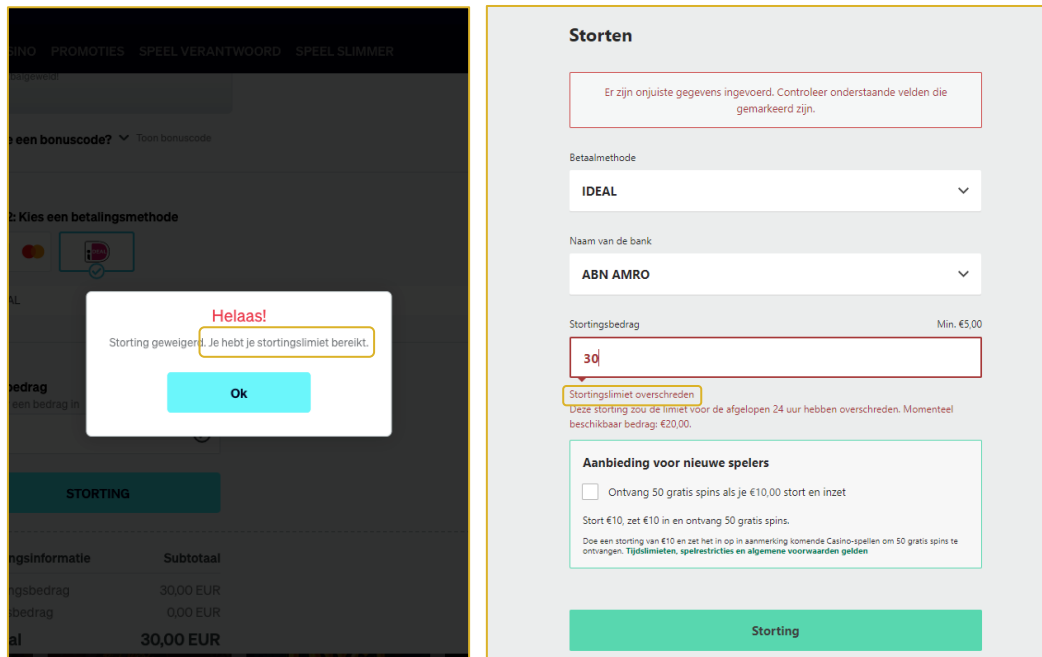 PROMOTIES SPEEL VERANTWOORD SPEEL SLIMMER
een bonuscode? Toon bonuscode
2: Kies een betalingsmethode
Helaas!
Storting geweigerd. Je hebt je stortingslimiet bereikt.
Ok
bedrag
een bedrag in
STORTING
Subtotaal
30,00 EUR
0,00 EUR
30,00 EUR
Storten
Er zijn onjuiste gegevens ingevoerd. Controleer onderstaande velden die
gemarkeerd zijn.
Betaalmethode
IDEAL
Naam van de bank
ABN AMRO
Stortingsbedrag Min. €5,00
30
Stortingslimiet overschreden
Deze storting zou de limiet voor de afgelopen 24 uur hebben overschreden. Momenteel
beschikbaar bedrag: €20,00.
Aanbieding voor nieuwe spelers
Ontvang 50 gratis spins als je €10,00 stort en inzet
Stort €10, zet €10 in en ontvang 50 gratis spins.
Doe een storting van €10 en zet het in op in aanmerking komende Casino-spellen om 50 gratis spins te
ontvangen. Tijdslimieten, spelrestricties en algemene voorwaarden gelden
Storting